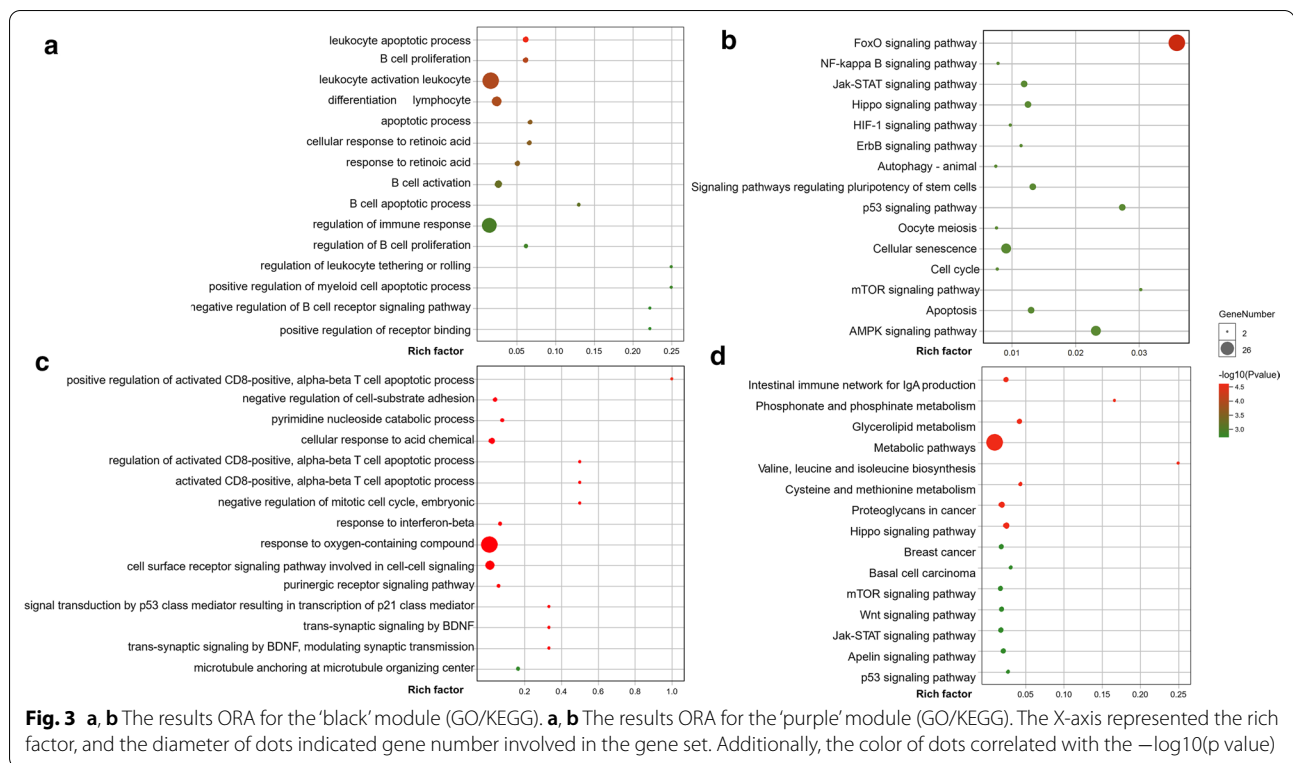 a
leukocyte apoptotic process
B cell proliferation
leukocyte activation leukocyte
differentiation lymphocyte
apoptotic process
cellular response to retinoic acid
response to retinoic acid
B cell activation
B cell apoptotic process
regulation of immune response
regulation of B cell proliferation
regulation of leukocyte tethering or rolling
positive regulation of myeloid cell apoptotic process
negative regulation of B cell receptor signaling pathway
positive regulation of receptor binding
Rich factor
0.05 0.10 0.15 0.20 0.25
b
FoxO signaling pathway
NF-kappa B signaling pathway
Jak-STAT signaling pathway
Hippo signaling pathway
HIF-1 signaling pathway
ErbB signaling pathway
Autophagy - animal
Signaling pathways regulating pluripotency of stem cells
p53 signaling pathway
Oocyte meiosis
Cellular senescence
Cell cycle
mTOR signaling pathway
Apoptosis
AMPK signaling pathway
Rich factor
0.01 0.02 0.03
GeneNumber
2
26
-log10(Pvalue)
4.5
4.0
3.5
3.0
c
positive regulation of activated CD8-positive, alpha-beta T cell apoptotic process
negative regulation of cell-substrate adhesion
pyrimidine nucleoside catabolic process
cellular response to acid chemical
regulation of activated CD8-positive, alpha-beta T cell apoptotic process
activated CD8-positive, alpha-beta T cell apoptotic process
negative regulation of mitotic cell cycle, embryonic
response to interferon-beta
response to oxygen-containing compound
cell surface receptor signaling pathway involved in cell-cell signaling
purinergic receptor signaling pathway
signal transduction by p53 class mediator resulting in transcription of p21 class mediator
trans-synaptic signaling by BDNF
trans-synaptic signaling by BDNF, modulating synaptic transmission
microtubule anchoring at microtubule organizing center
Rich factor
0.2 0.4 0.6 0.8 1.0
d
Intestinal immune network for IgA production
Phosphonate and phosphinate metabolism
Glycerolipid metabolism
Metabolic pathways
Valine, leucine and isoleucine biosynthesis
Cysteine and methionine metabolism
Proteoglycans in cancer
Hippo signaling pathway
Breast cancer
Basal cell carcinoma
mTOR signaling pathway
Wnt signaling pathway
Jak-STAT signaling pathway
Apelin signaling pathway
p53 signaling pathway
Rich factor
0.05 0.10 0.15 0.20 0.25
Fig. 3 a, b The results ORA for the 'black' module (GO/KEGG). a, b The results ORA for the 'purple' module (GO/KEGG). The X-axis represented the rich
factor, and the diameter of dots indicated gene number involved in the gene set. Additionally, the color of dots correlated with the −log10(p value)